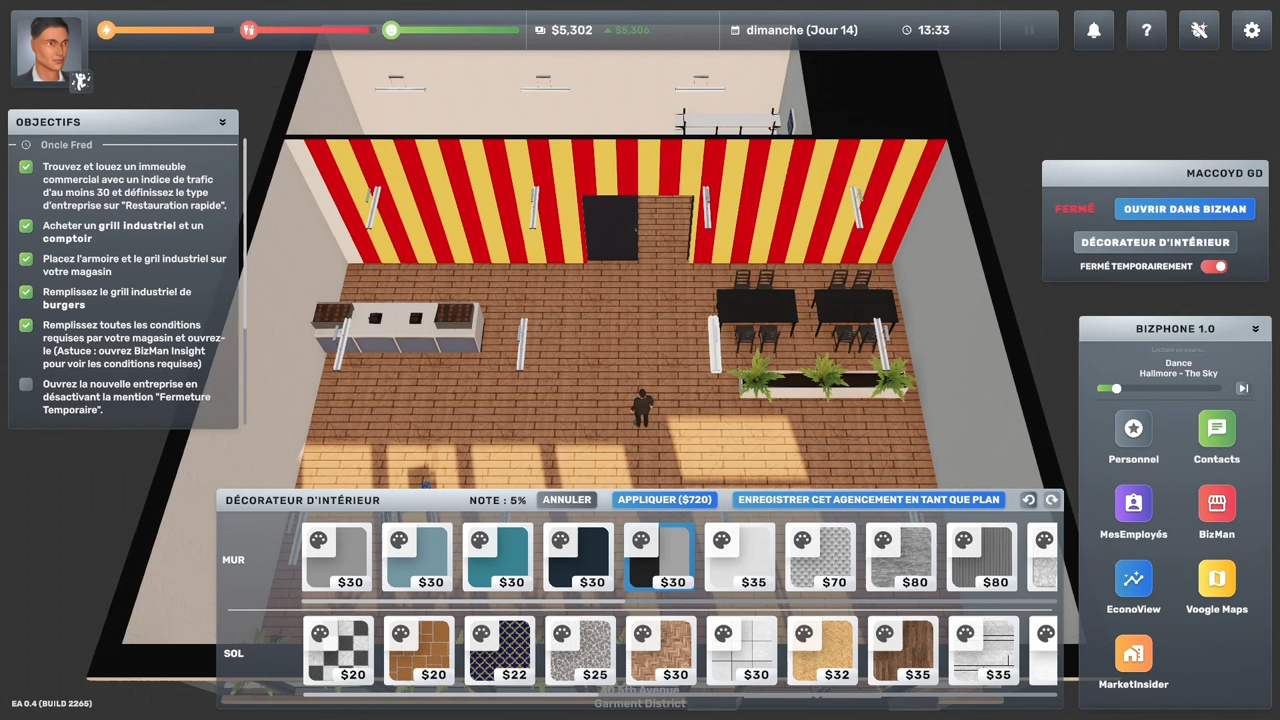 $5,302
$5,306
dimanche (Jour 14)
13:33
OBJECTIFS
Oncle Fred
Trouvez et louez un immeuble
commercial avec un indice de trafic
d'au moins 30 et définissez le type
d'entreprise sur "Restauration rapide".
Acheter un grill industriel et un
comptoir
Placez l'armoire et le gril industriel sur
votre magasin
Remplissez le grill industriel de
burgers
Remplissez toutes les conditions
requises par votre magasin et ouvrez-
le (Astuce : ouvrez BizMan Insight
pour voir les conditions requises)
Ouvrez la nouvelle entreprise en
désactivant la mention "Fermeture
Temporaire".
MACCOYD GD
FERMÉ
OUVRIR DANS BIZMAN
DÉCORATEUR D'INTÉRIEUR
FERMÉ TEMPORAIREMENT
BIZPHONE 1.0
Dance
Hallmore - The Sky
Personnel
Contacts
MesEmployés
BizMan
EconoView
Voogle Maps
MarketInsider
DÉCORATEUR D'INTÉRIEUR
NOTE : 5%
ANNULER
APPLIQUER ($720)
ENREGISTRER CET AGENCEMENT EN TANT QUE PLAN
MUR
$30
$30
$30
$30
$30
$35
$70
$80
$80
SOL
$20
$20
$22
$25
$30
$30
$32
$35
$35
5th Avenue
Garment District
EA 0.4 (BUILD 2265)